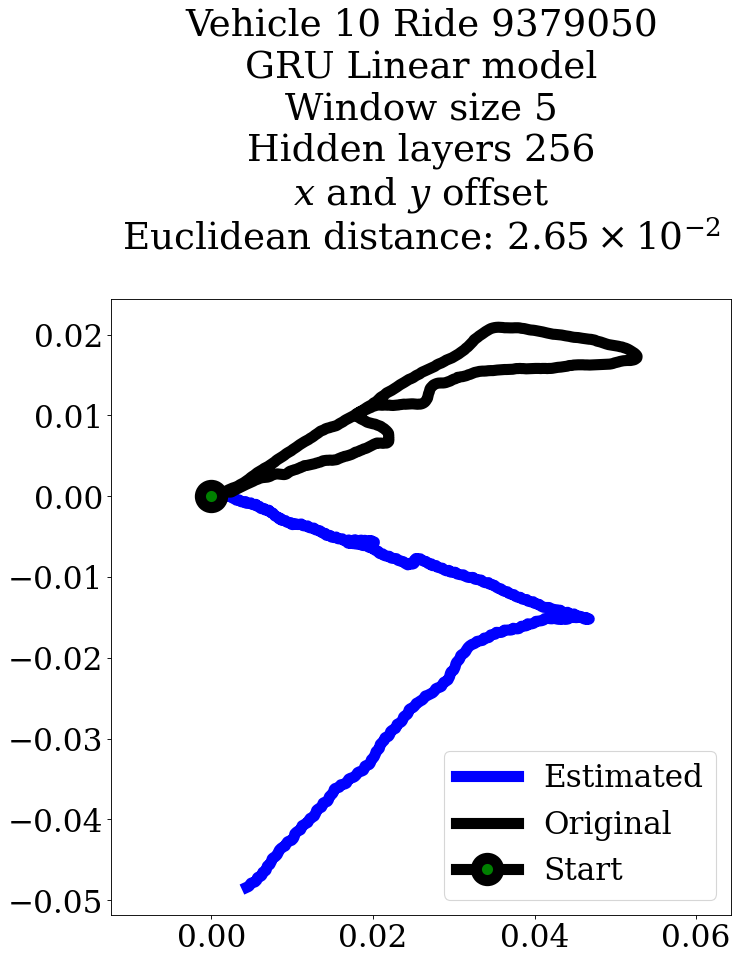 Vehicle 10 Ride 9379050
GRU Linear model
Window size 5
Hidden layers 256
x and y offset
Euclidean distance: 2.65 × 10⁻²
0.02
0.01
0.00
−0.01
−0.02
−0.03
−0.04
−0.05
Estimated
Original
Start
0.00 0.02 0.04 0.06